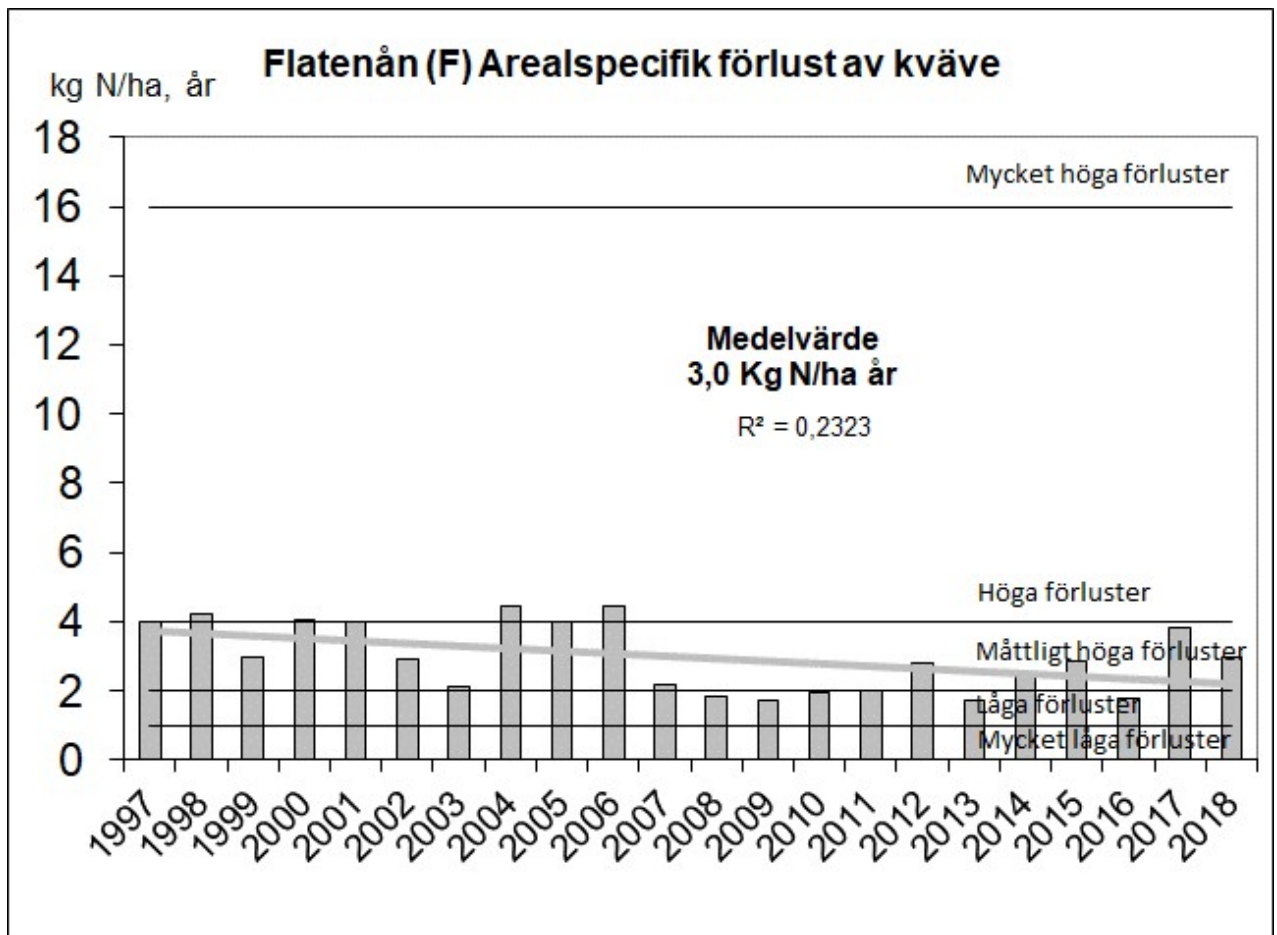 Flatenån (F) Arealspecifik förlust av kväve
kg N/ha, år
18
Mycket höga förluster
16
14
12
Medelvärde
3,0 Kg N/ha år
10
R² = 0,2323
8
6
Höga förluster
4
Måttligt höga förluster
2
Låga förluster
Mycket låga förluster
0
1997 1998 1999 2000 2001 2002 2003 2004 2005 2006 2007 2008 2009 2010 2011 2012 2013 2014 2015 2016 2017 2018